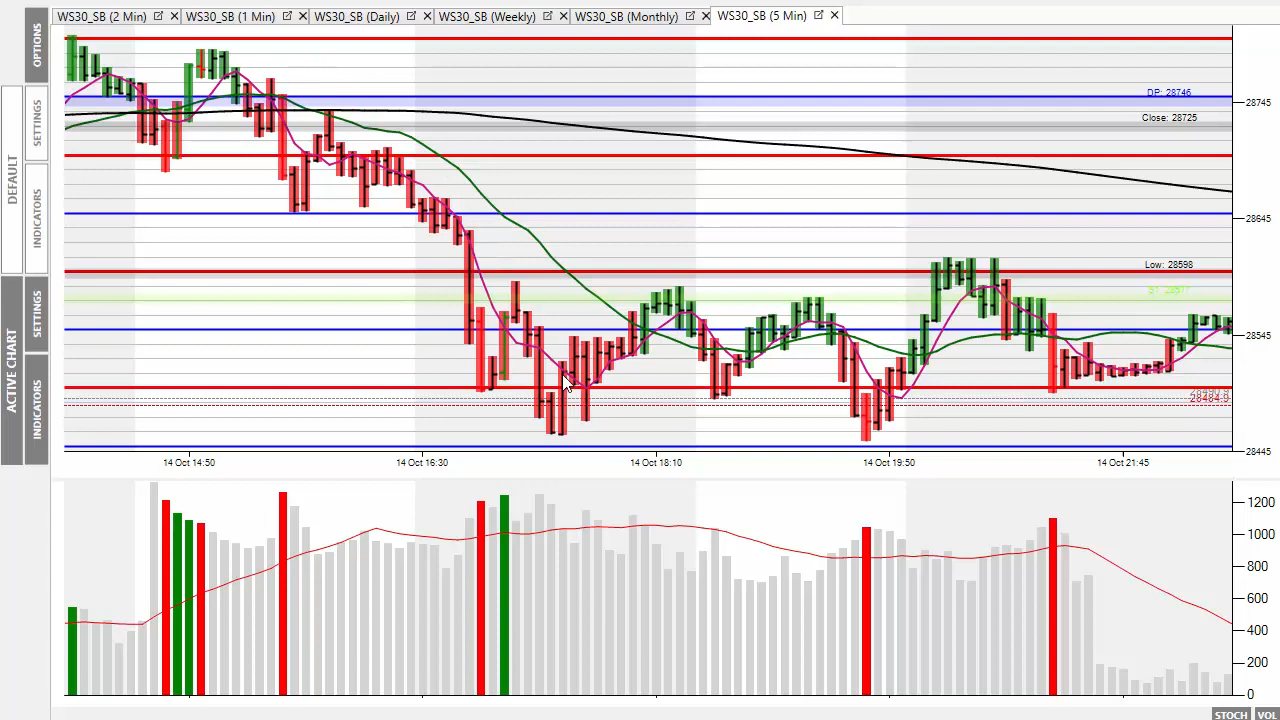 WS30_SB (2 Min) WS30_SB (1 Min) WS30_SB (Daily) WS30_SB (Weekly) WS30_SB (Monthly) WS30_SB (5 Min)
OPTIONS
DEFAULT
SETTINGS
INDICATORS
ACTIVE CHART
SETTINGS
INDICATORS
DP: 28746
28745
Close: 28725
28645
Low: 28598
28545
28484.9
28445
14 Oct 14:50 14 Oct 16:30 14 Oct 18:10 14 Oct 19:50 14 Oct 21:45
1200
1000
800
600
400
200
0
STOCH VOL